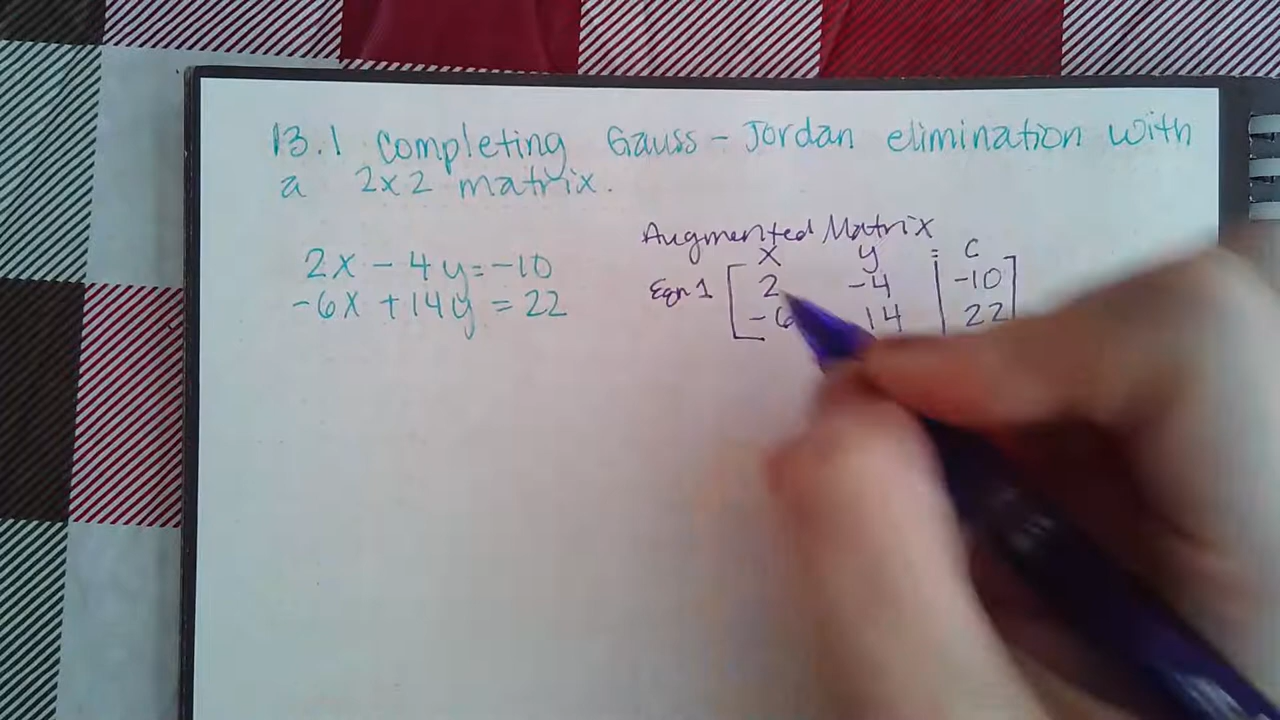 13.1 completing Gauss-Jordan elimination with
a 2x2 matrix.
2x - 4y = -10
-6x + 14y = 22
Augmented Matrix
x y = c
Eqn 1 [ 2 -4 | -10 ]
-6 14 | 22